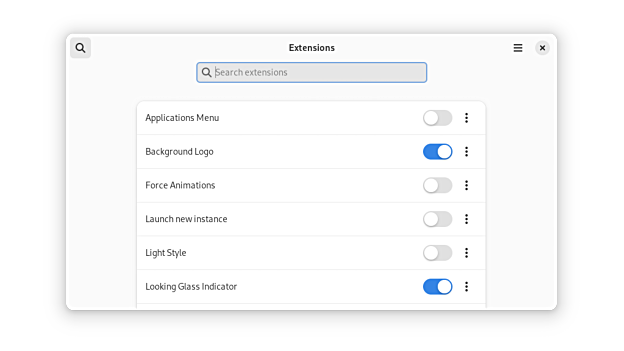 Extensions
Search extensions
Applications Menu
Background Logo
Force Animations
Launch new instance
Light Style
Looking Glass Indicator